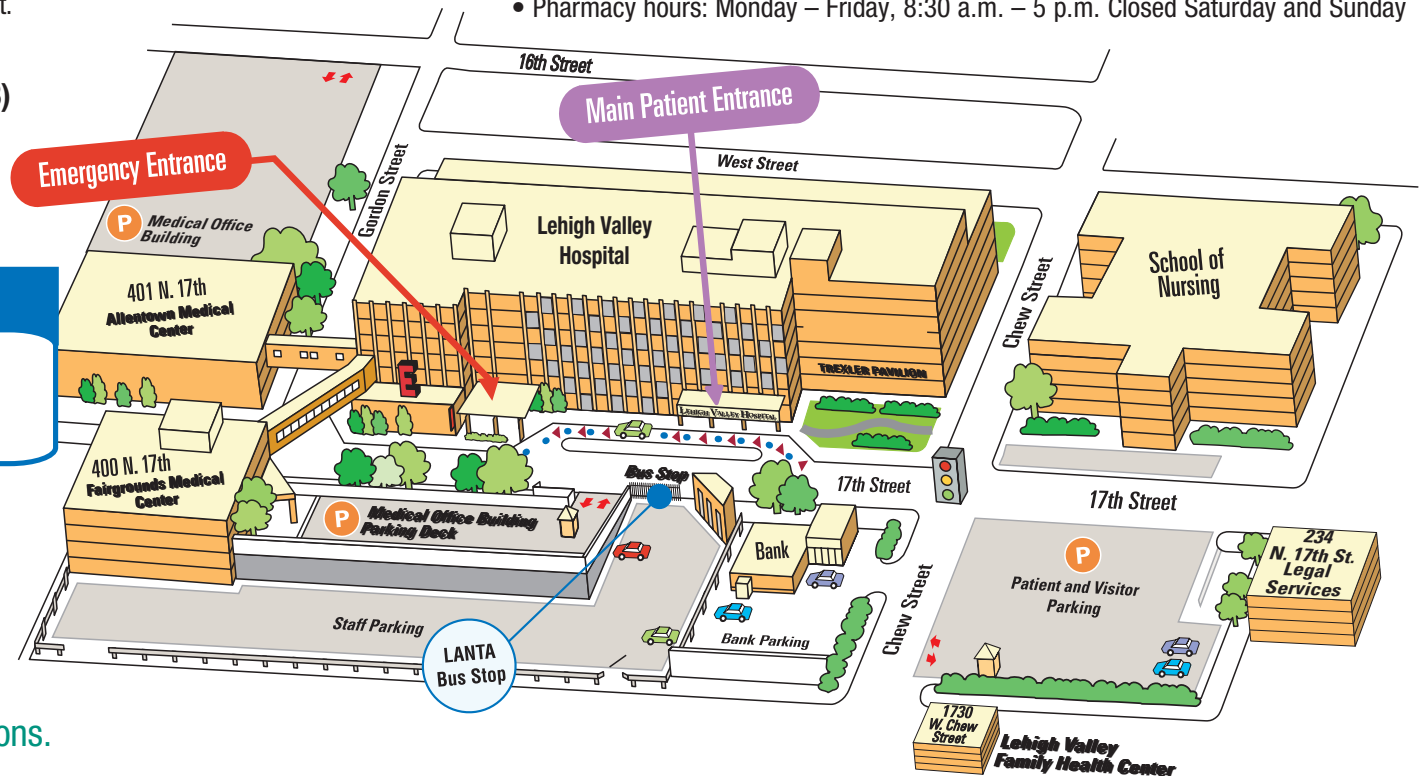 t.
• Pharmacy hours: Monday – Friday, 8:30 a.m. – 5 p.m. Closed Saturday and Sunday
16th Street
Main Patient Entrance
Emergency Entrance
Gordon Street
West Street
P Medical Office
Building
Lehigh Valley
Hospital
School of
Nursing
Chew Street
401 N. 17th
Allentown Medical
Center
E
TREXLER PAVILION
LEHIGH VALLEY HOSPITAL
400 N. 17th
Fairgrounds Medical
Center
Bus Stop
17th Street
17th Street
P Medical Office Building
Parking Deck
Bank
P
Patient and Visitor
Parking
234
N. 17th St.
Legal
Services
Chew Street
Staff Parking
Bank Parking
LANTA
Bus Stop
1730
W. Chew
Street
Lehigh Valley
Family Health Center
ons.